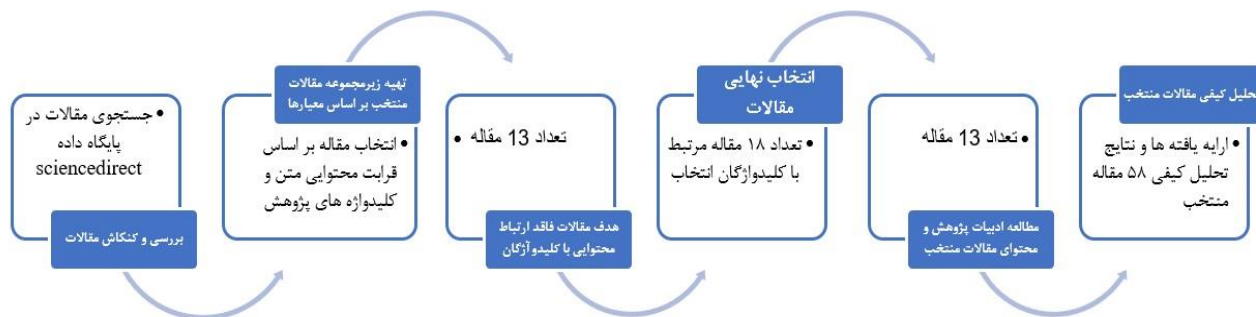 • جستجوی مقالات در
پایگاه داده
sciencedirect
بررسی و کنکاش مقالات
تهیه زیرمجموعه مقالات
منتخب بر اساس معیارها
• انتخاب مقاله بر اساس
قرابت محتوایی متن و
کلیدواژه های پژوهش
تعداد 13 مقاله •
هدف مقالات فاقد ارتباط
محتوایی با کلیدوآژگان
انتخاب نهایی
مقالات
• تعداد ۱۸ مقاله مرتبط
با کلیدواژگان انتخاب
• تعداد 13 مقاله
مطالعه ادبیات پژوهش و
محتوای مقالات منتخب
تحلیل کیفی مقالات منتخب
• ارایه یافته ها و نتایج
تحلیل کیفی ۵۸ مقاله
منتخب